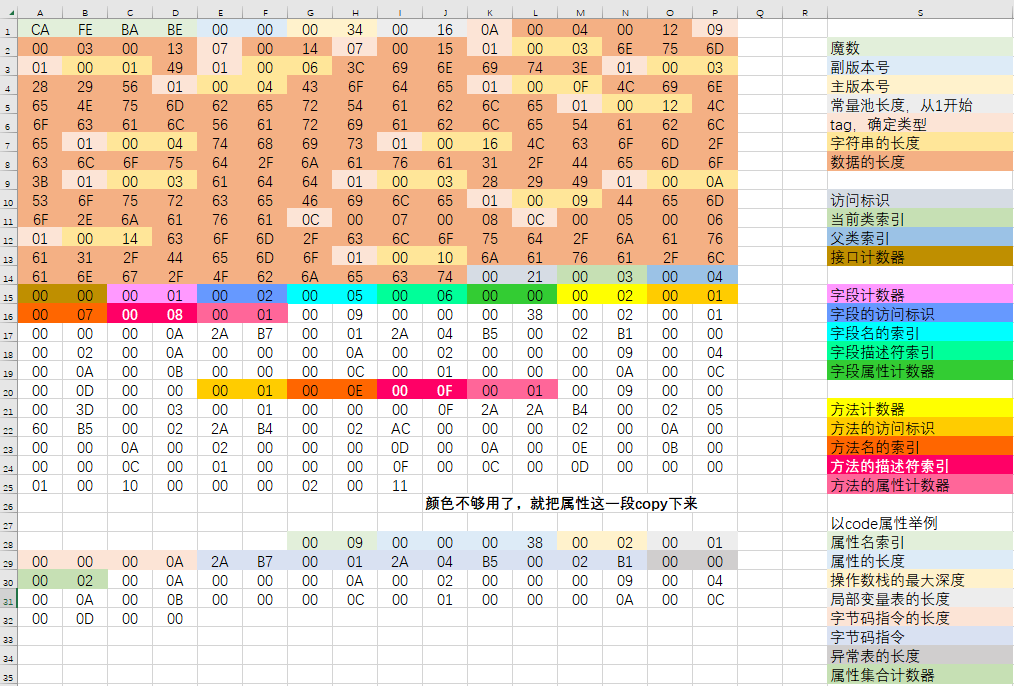 A B C D E F G H I J K L M N O P Q R S
1 CA FE BA BE 00 00 00 34 00 16 0A 00 04 00 12 09
2 00 03 00 13 07 00 14 07 00 15 01 00 03 6E 75 6D 魔数
3 01 00 01 49 01 00 06 3C 69 6E 69 74 3E 01 00 03 副版本号
4 28 29 56 01 00 04 43 6F 64 65 01 00 0F 4C 69 6E 主版本号
5 65 4E 75 6D 62 65 72 54 61 62 6C 65 01 00 12 4C 常量池长度，从1开始
6 6F 63 61 6C 56 61 72 69 61 62 6C 65 54 61 62 6C tag，确定类型
7 65 01 00 04 74 68 69 73 01 00 16 4C 63 6F 6D 2F 字符串的长度
8 63 6C 6F 75 64 2F 6A 61 76 61 31 2F 44 65 6D 6F 数据的长度
9 3B 01 00 03 61 64 64 01 00 03 28 29 49 01 00 0A
10 53 6F 75 72 63 65 46 69 6C 65 01 00 09 44 65 6D 访问标识
11 6F 2E 6A 61 76 61 0C 00 07 00 08 0C 00 05 00 06 当前类索引
12 01 00 14 63 6F 6D 2F 63 6C 6F 75 64 2F 6A 61 76 父类索引
13 61 31 2F 44 65 6D 6F 01 00 10 6A 61 76 61 2F 6C 接口计数器
14 61 6E 67 2F 4F 62 6A 65 63 74 00 21 00 03 00 04
15 00 00 00 01 00 02 00 05 00 06 00 00 00 02 00 01 字段计数器
16 00 07 00 08 00 01 00 09 00 00 00 38 00 02 00 01 字段的访问标识
17 00 00 00 0A 2A B7 00 01 2A 04 B5 00 02 B1 00 00 字段名的索引
18 00 02 00 0A 00 00 00 0A 00 02 00 00 00 09 00 04 字段描述符索引
19 00 0A 00 0B 00 00 00 0C 00 01 00 00 00 0A 00 0C 字段属性计数器
20 00 0D 00 00 00 01 00 0E 00 0F 00 01 00 09 00 00
21 00 3D 00 03 00 01 00 00 00 0F 2A 2A B4 00 02 05 方法计数器
22 60 B5 00 02 2A B4 00 02 AC 00 00 00 02 00 0A 00 方法的访问标识
23 00 00 0A 00 02 00 00 00 0D 00 0A 00 0E 00 0B 00 方法名的索引
24 00 00 0C 00 01 00 00 00 0F 00 0C 00 0D 00 00 00 方法的描述符索引
25 01 00 10 00 00 00 02 00 11 方法的属性计数器
26 颜色不够用了，就把属性这一段copy下来
27 以code属性举例
28 00 09 00 00 00 38 00 02 00 01 属性名索引
29 00 00 00 0A 2A B7 00 01 2A 04 B5 00 02 B1 00 00 属性的长度
30 00 02 00 0A 00 00 00 0A 00 02 00 00 00 09 00 04 操作数栈的最大深度
31 00 0A 00 0B 00 00 00 0C 00 01 00 00 00 0A 00 0C 局部变量表的长度
32 00 0D 00 00 字节码指令的长度
33 字节码指令
34 异常表的长度
35 属性集合计数器